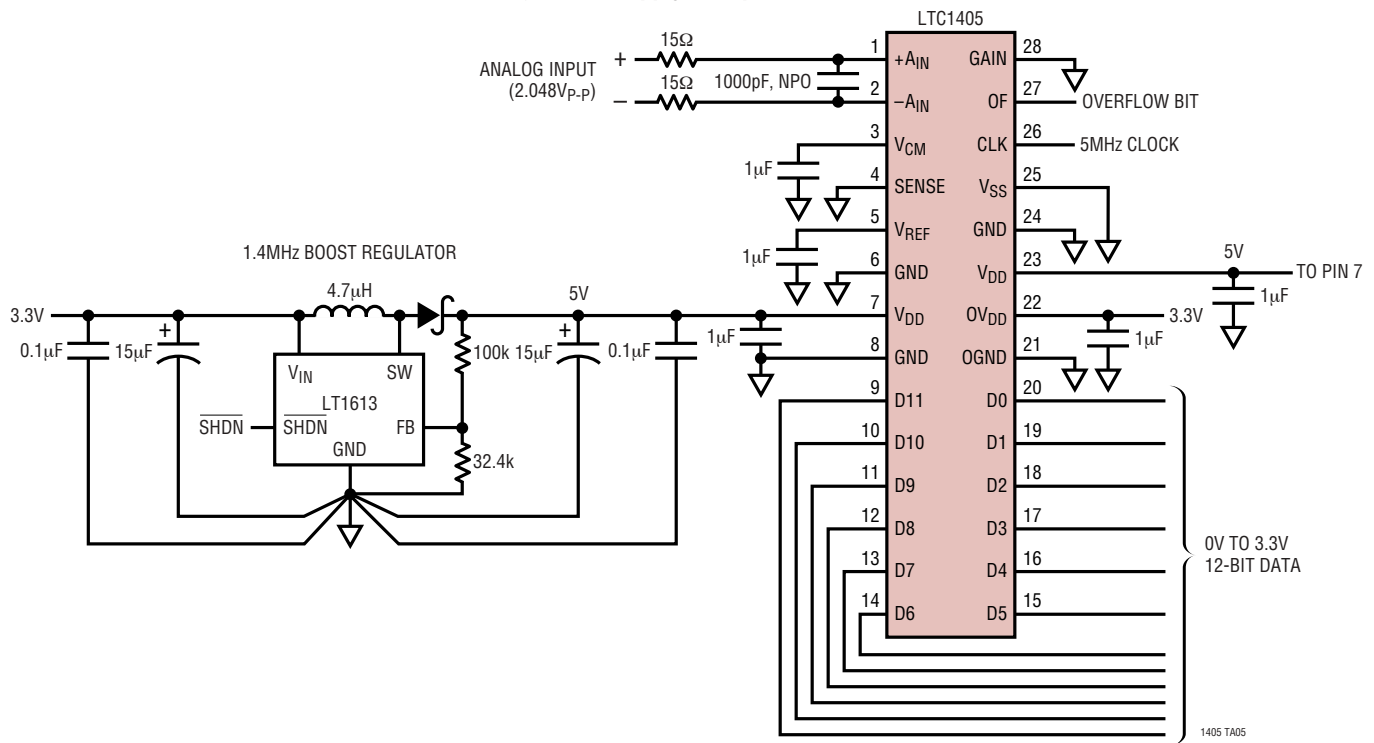 LTC1405
ANALOG INPUT
(2.048VP-P)
+
15Ω
−
15Ω
1000pF, NPO
1
+AIN
2
−AIN
3
VCM
1µF
4
SENSE
5
VREF
1µF
6
GND
7
VDD
8
GND
9
D11
10
D10
11
D9
12
D8
13
D7
14
D6
GAIN
28
OF
27
OVERFLOW BIT
CLK
26
5MHz CLOCK
VSS
25
GND
24
VDD
23
5V
TO PIN 7
1µF
OVDD
22
3.3V
1µF
OGND
21
D0
20
D1
19
D2
18
D3
17
D4
16
D5
15
0V TO 3.3V
12-BIT DATA
1.4MHz BOOST REGULATOR
3.3V
0.1µF
+
15µF
4.7µH
VIN
SW
LT1613
SHDN
SHDN
FB
GND
100k
32.4k
5V
+
15µF
0.1µF
1µF
1405 TA05